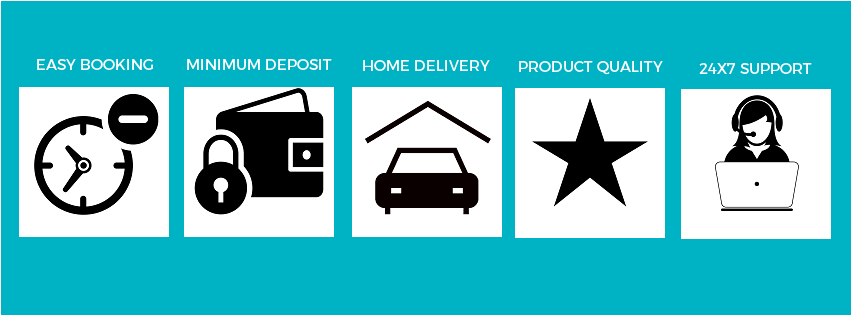 EASY BOOKING
MINIMUM DEPOSIT
HOME DELIVERY
PRODUCT QUALITY
24X7 SUPPORT